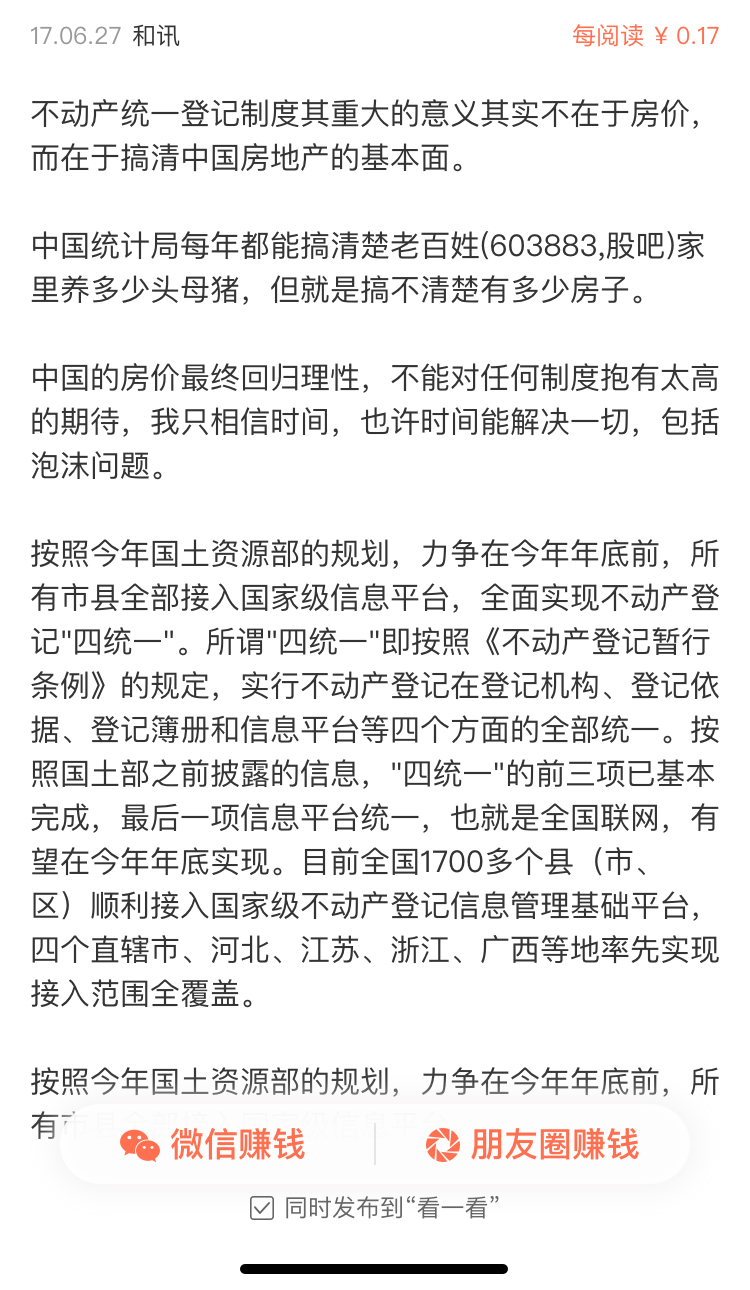 17.06.27 和讯 每阅读 ¥ 0.17
不动产统一登记制度其重大的意义其实不在于房价，
而在于搞清中国房地产的基本面。
中国统计局每年都能搞清楚老百姓(603883,股吧)家
里养多少头母猪，但就是搞不清楚有多少房子。
中国的房价最终回归理性，不能对任何制度抱有太高
的期待，我只相信时间，也许时间能解决一切，包括
泡沫问题。
按照今年国土资源部的规划，力争在今年年底前，所
有市县全部接入国家级信息平台，全面实现不动产登
记"四统一"。所谓"四统一"即按照《不动产登记暂行
条例》的规定，实行不动产登记在登记机构、登记依
据、登记簿册和信息平台等四个方面的全部统一。按
照国土部之前披露的信息，"四统一"的前三项已基本
完成，最后一项信息平台统一，也就是全国联网，有
望在今年年底实现。目前全国1700多个县（市、
区）顺利接入国家级不动产登记信息管理基础平台，
四个直辖市、河北、江苏、浙江、广西等地率先实现
接入范围全覆盖。
按照今年国土资源部的规划，力争在今年年底前，所
有市县全部接入国家级信息平台
微信赚钱 朋友圈赚钱
同时发布到“看一看”